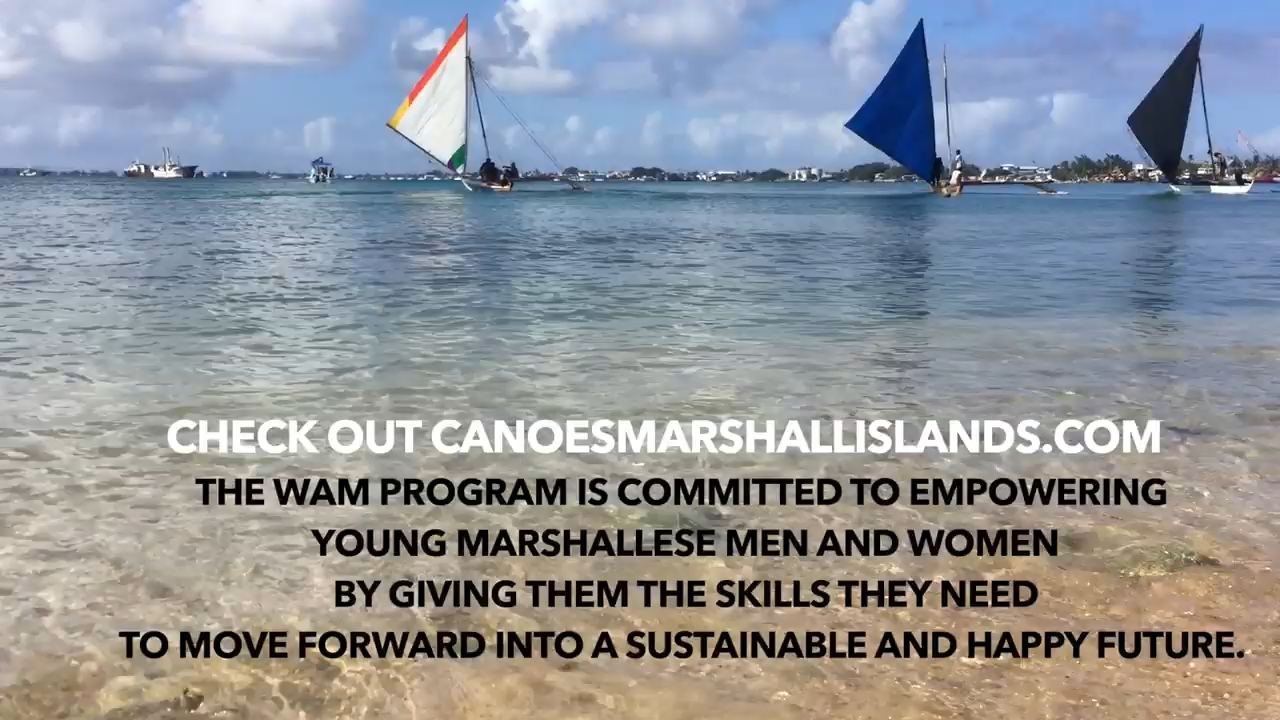 CHECK OUT CANOESMARSHALLISLANDS.COM
THE WAM PROGRAM IS COMMITTED TO EMPOWERING
YOUNG MARSHALLESE MEN AND WOMEN
BY GIVING THEM THE SKILLS THEY NEED
TO MOVE FORWARD INTO A SUSTAINABLE AND HAPPY FUTURE.